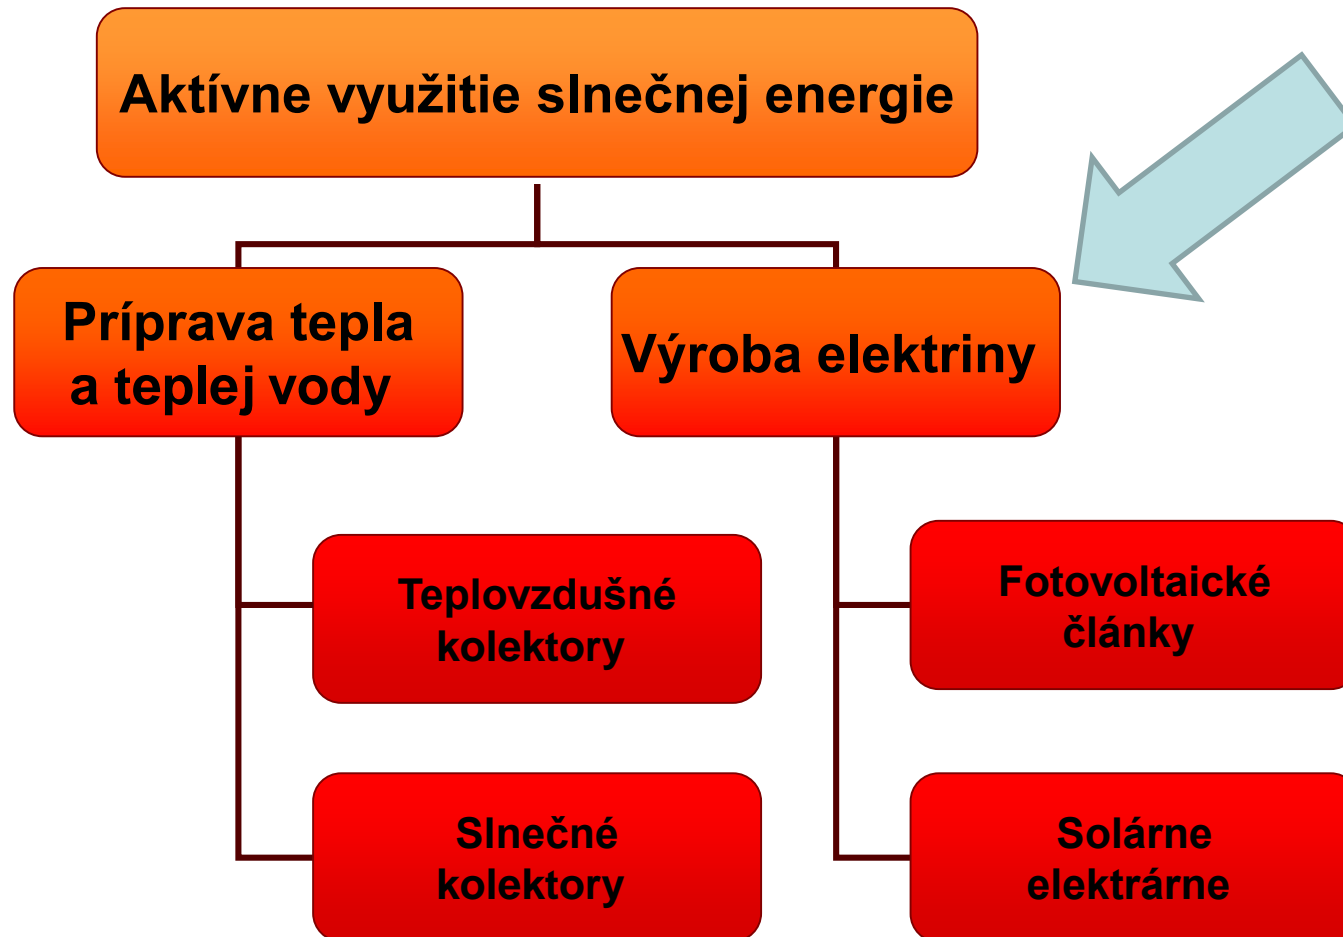 Aktívne využitie slnečnej energie
Príprava tepla
a teplej vody
Výroba elektriny
Teplovzdušné
kolektory
Fotovoltaické
články
Slnečné
kolektory
Solárne
elektrárne